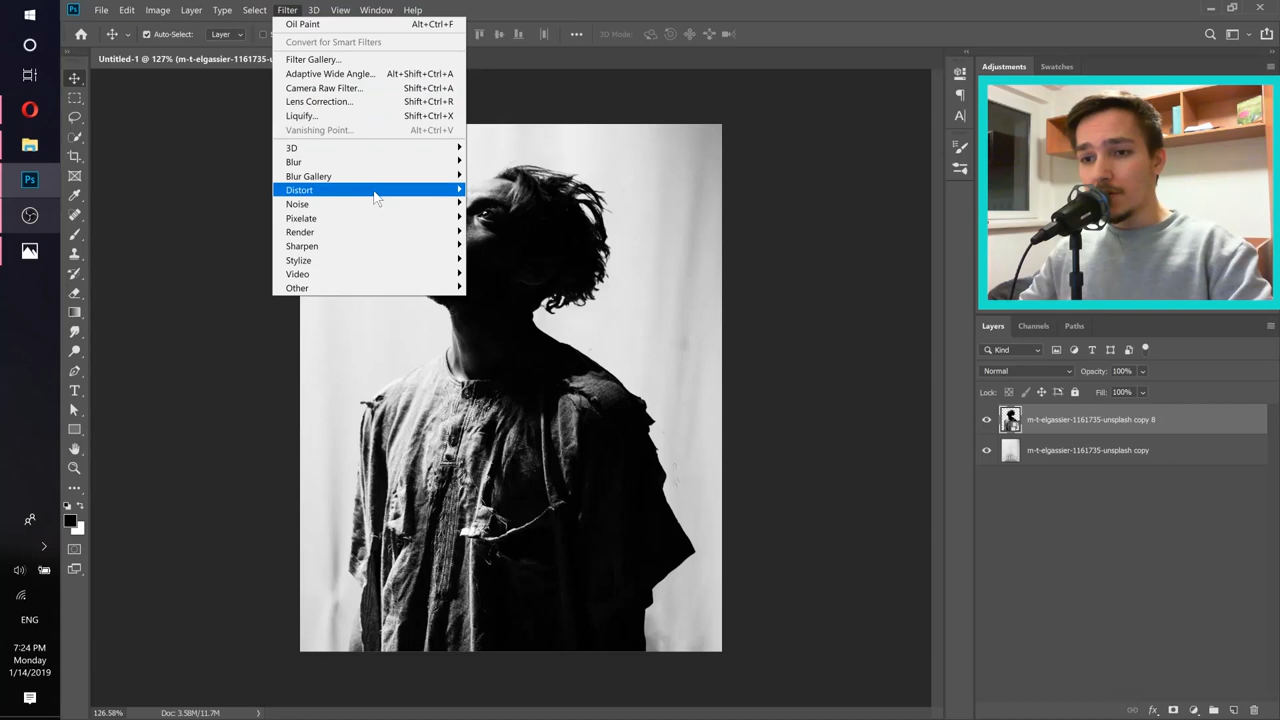 Ps File Edit Image Layer Type Select Filter 3D View Window Help
Auto-Select: Layer
3D Mode:
Untitled-1 @ 127% (m-t-elgassier-1161735-u
Oil Paint Alt+Ctrl+F
Convert for Smart Filters
Filter Gallery...
Adaptive Wide Angle... Alt+Shift+Ctrl+A
Camera Raw Filter... Shift+Ctrl+A
Lens Correction... Shift+Ctrl+R
Liquify... Shift+Ctrl+X
Vanishing Point... Alt+Ctrl+V
3D
Blur
Blur Gallery
Distort
Noise
Pixelate
Render
Sharpen
Stylize
Video
Other
Adjustments Swatches
Layers Channels Paths
Kind
Normal Opacity: 100%
Lock: Fill: 100%
m-t-elgassier-1161735-unsplash copy 8
m-t-elgassier-1161735-unsplash copy
Ps
ENG
7:24 PM
Monday
1/14/2019
126.58% Doc: 3.58M/11.7M